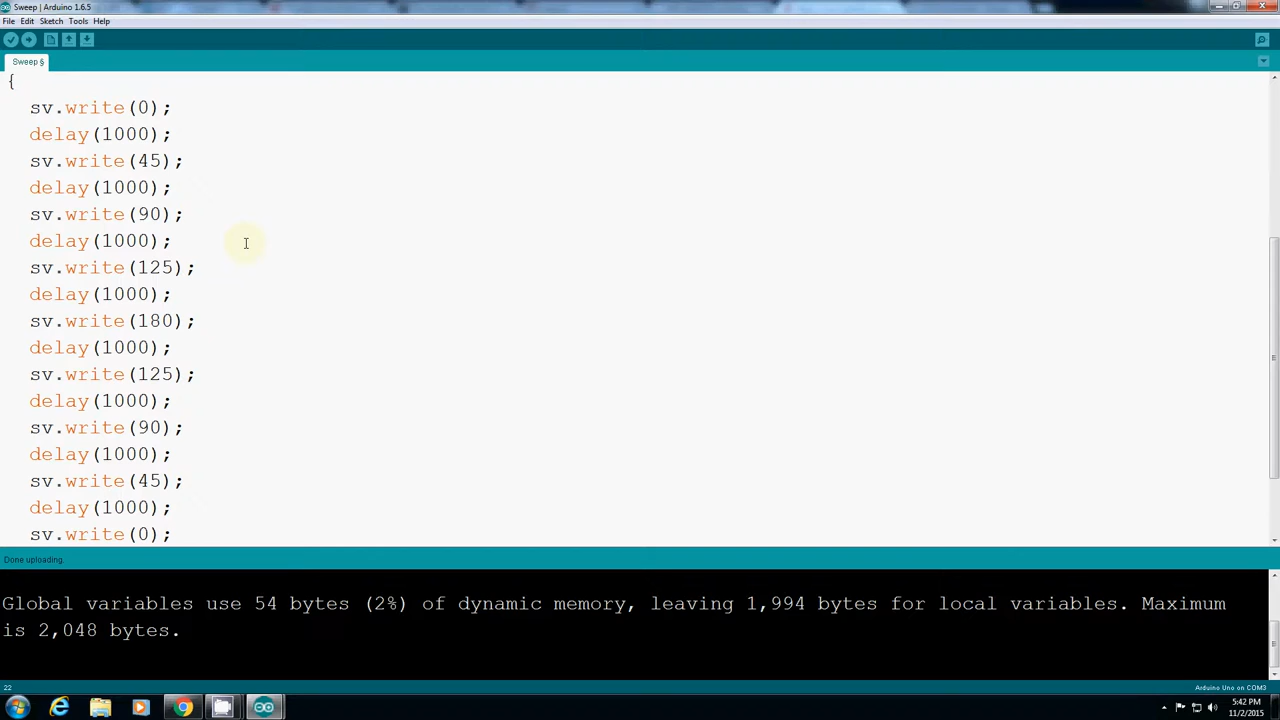 Sweep | Arduino 1.6.5
File Edit Sketch Tools Help
Sweep §
{
sv.write(0);
delay(1000);
sv.write(45);
delay(1000);
sv.write(90);
delay(1000);
sv.write(125);
delay(1000);
sv.write(180);
delay(1000);
sv.write(125);
delay(1000);
sv.write(90);
delay(1000);
sv.write(45);
delay(1000);
sv.write(0);
Done uploading.
Global variables use 54 bytes (2%) of dynamic memory, leaving 1,994 bytes for local variables. Maximum
is 2,048 bytes.
22
Arduino Uno on COM3
5:42 PM
11/2/2015